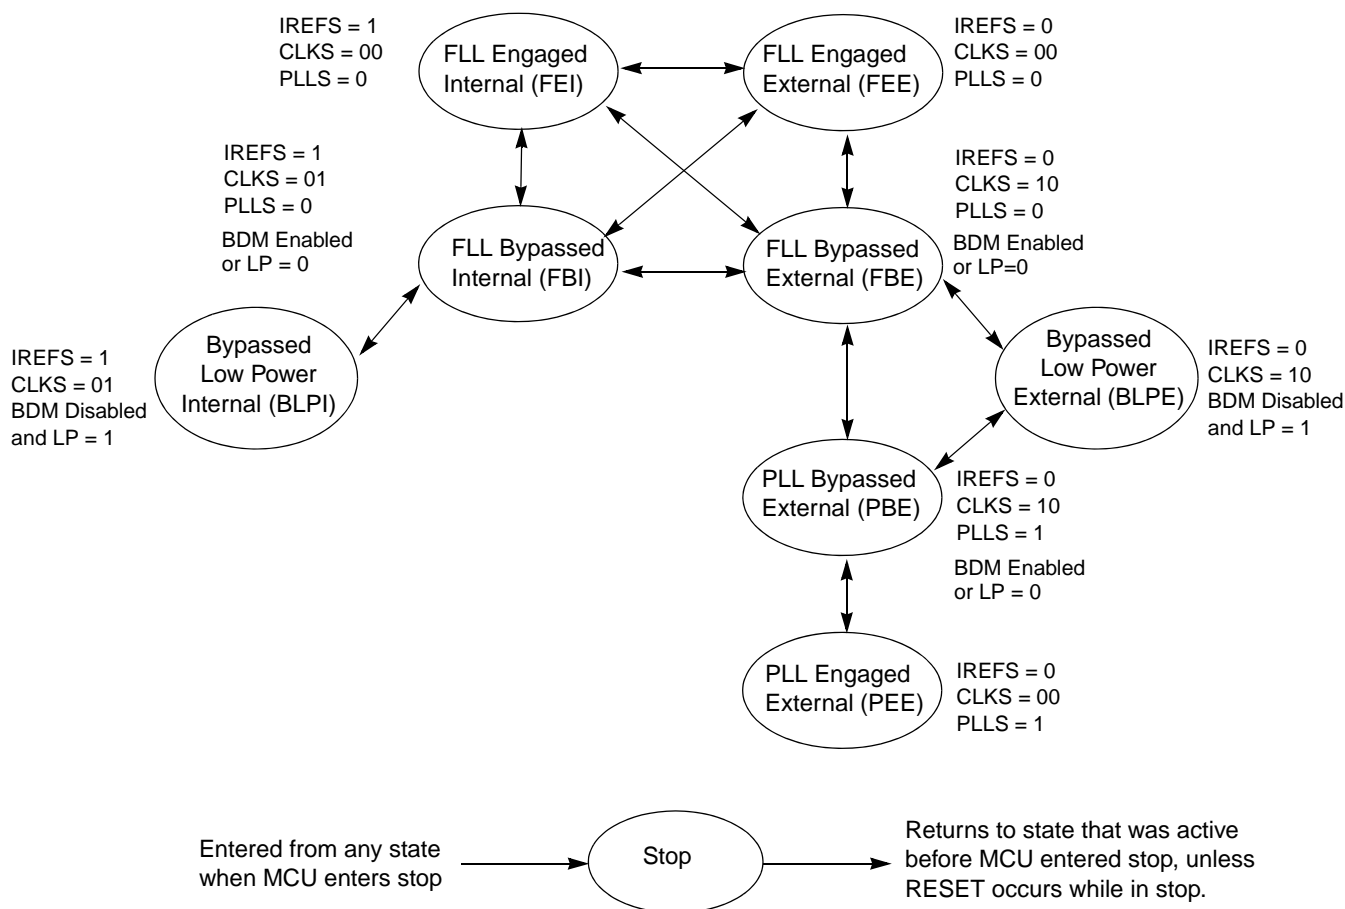 IREFS = 1
CLKS = 00
PLLS = 0
FLL Engaged
Internal (FEI)
FLL Engaged
External (FEE)
IREFS = 0
CLKS = 00
PLLS = 0
IREFS = 1
CLKS = 01
PLLS = 0
BDM Enabled
or LP = 0
FLL Bypassed
Internal (FBI)
FLL Bypassed
External (FBE)
IREFS = 0
CLKS = 10
PLLS = 0
BDM Enabled
or LP=0
IREFS = 1
CLKS = 01
BDM Disabled
and LP = 1
Bypassed
Low Power
Internal (BLPI)
Bypassed
Low Power
External (BLPE)
IREFS = 0
CLKS = 10
BDM Disabled
and LP = 1
PLL Bypassed
External (PBE)
IREFS = 0
CLKS = 10
PLLS = 1
BDM Enabled
or LP = 0
PLL Engaged
External (PEE)
IREFS = 0
CLKS = 00
PLLS = 1
Entered from any state
when MCU enters stop
Stop
Returns to state that was active
before MCU entered stop, unless
RESET occurs while in stop.